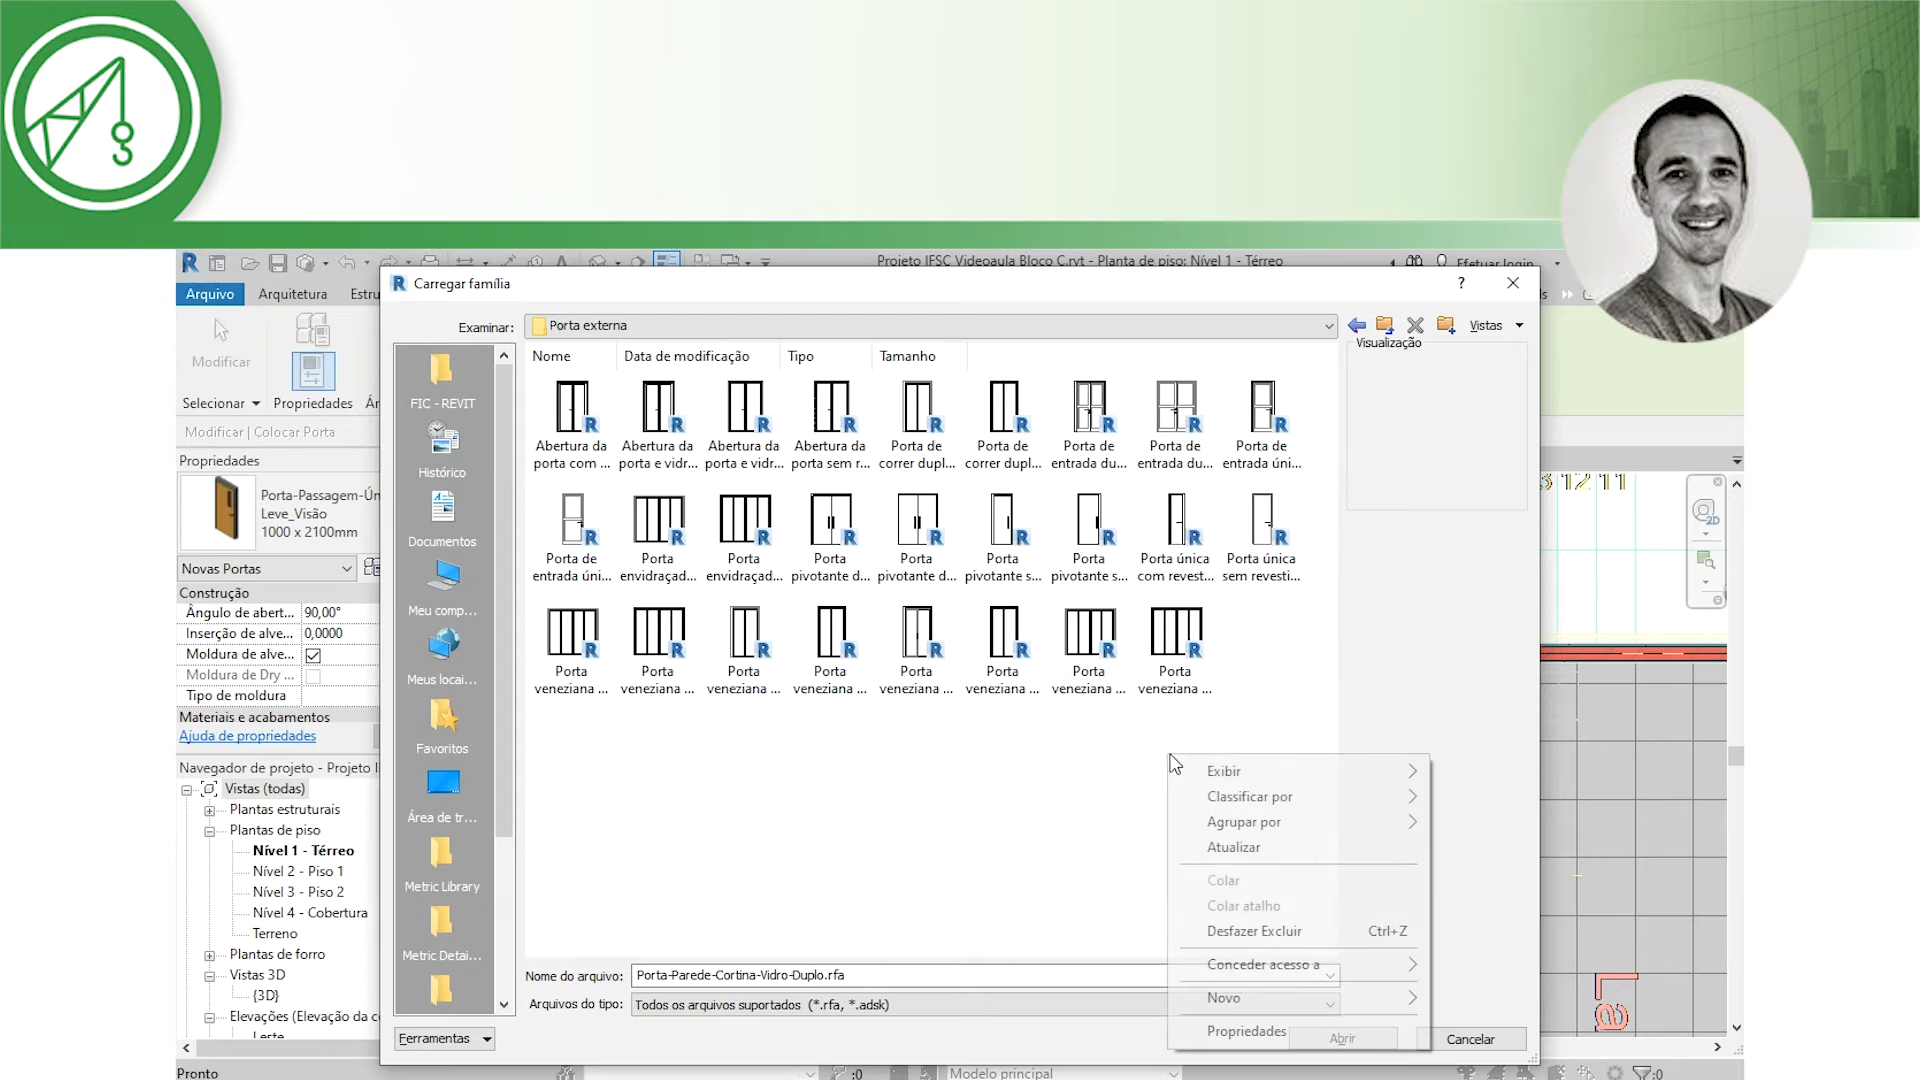 Projeto IFSC Videoaula Bloco C.rvt - Planta de piso: Nível 1 - Térreo
Efetuar login
Arquivo
Arquitetura
Estru
Carregar família
?
Modificar
Selecionar
Propriedades
Modificar | Colocar Porta
Propriedades
Leve_Visão
1000 x 2100mm
Novas Portas
Construção
Ângulo de abert... 90,00°
Inserção de alve... 0,0000
Moldura de alve...
Moldura de Dry ...
Tipo de moldura
Materiais e acabamentos
Ajuda de propriedades
Navegador de projeto - Projeto I
Vistas (todas)
Plantas estruturais
Plantas de piso
Nível 1 - Térreo
Nível 2 - Piso 1
Nível 3 - Piso 2
Nível 4 - Cobertura
Terreno
Plantas de forro
Vistas 3D
{3D}
Elevações (Elevação da c
Leste
Pronto
Examinar:
Porta externa
Vistas
Visualização
FIC - REVIT
Histórico
Documentos
Meu comp...
Meus locai...
Favoritos
Área de tr...
Metric Library
Metric Detai...
Nome
Data de modificação
Tipo
Tamanho
Abertura da porta com ...
Abertura da porta e vidr...
Abertura da porta e vidr...
Abertura da porta sem r...
Porta de correr dupl...
Porta de correr dupl...
Porta de entrada du...
Porta de entrada du...
Porta de entrada úni...
Porta de entrada úni...
Porta envidraçad...
Porta envidraçad...
Porta pivotante d...
Porta pivotante d...
Porta pivotante s...
Porta pivotante s...
Porta única com revest...
Porta única sem revesti...
Porta veneziana ...
Porta veneziana ...
Porta veneziana ...
Porta veneziana ...
Porta veneziana ...
Porta veneziana ...
Porta veneziana ...
Porta veneziana ...
Exibir
Classificar por
Agrupar por
Atualizar
Colar
Colar atalho
Desfazer Excluir Ctrl+Z
Conceder acesso a
Novo
Propriedades
Nome do arquivo: Porta-Parede-Cortina-Vidro-Duplo.rfa
Arquivos do tipo: Todos os arquivos suportados (*.rfa, *.adsk)
Ferramentas
Abrir
Cancelar
12 11
2D
La
:0
Modelo principal
:0